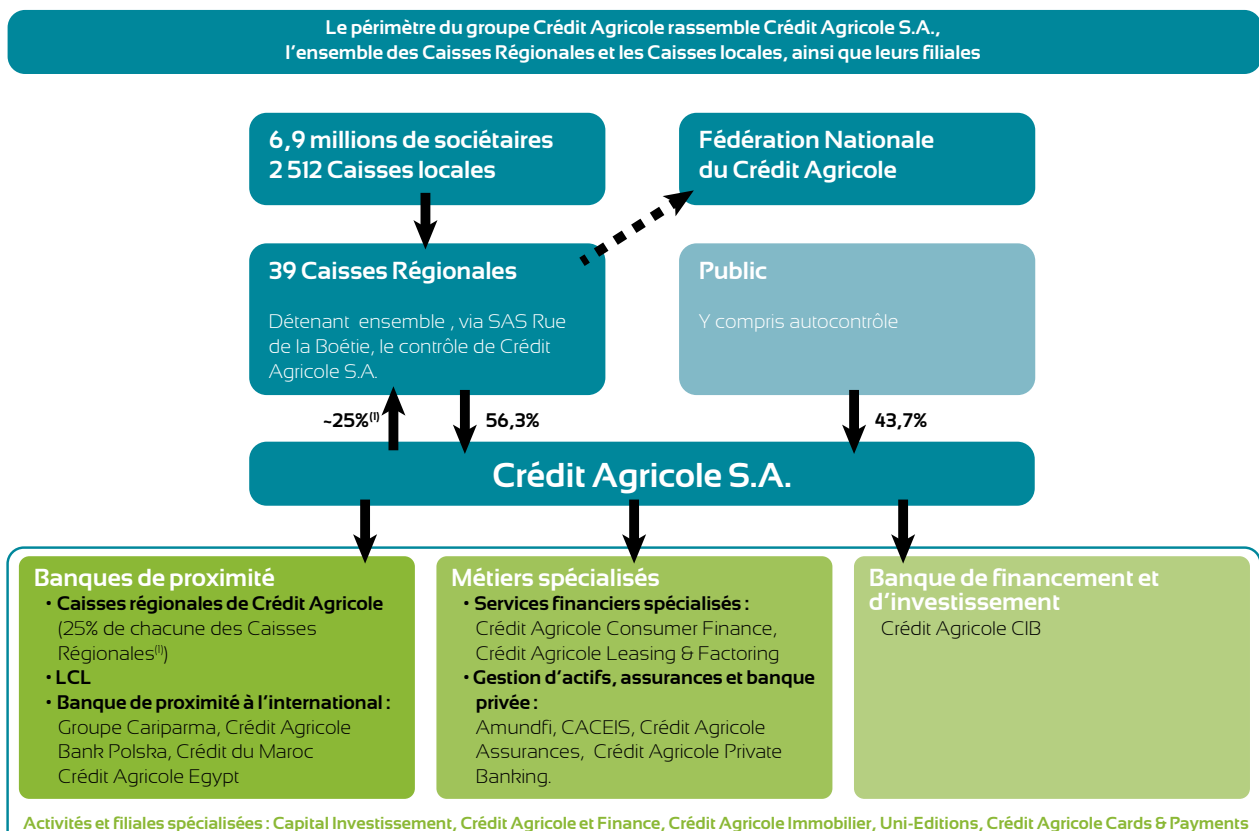 Le périmètre du groupe Crédit Agricole rassemble Crédit Agricole S.A.,
l'ensemble des Caisses Régionales et les Caisses locales, ainsi que leurs filiales
6,9 millions de sociétaires
2 512 Caisses locales
Fédération Nationale
du Crédit Agricole
39 Caisses Régionales
Détenant ensemble , via SAS Rue
de la Boétie, le contrôle de Crédit
Agricole S.A.
Public
Y compris autocontrôle
~25%(1)
56,3%
43,7%
Crédit Agricole S.A.
Banques de proximité
• Caisses régionales de Crédit Agricole
(25% de chacune des Caisses
Régionales(1))
• LCL
• Banque de proximité à l'international :
Groupe Cariparma, Crédit Agricole
Bank Polska, Crédit du Maroc
Crédit Agricole Egypt
Métiers spécialisés
• Services financiers spécialisés :
Crédit Agricole Consumer Finance,
Crédit Agricole Leasing & Factoring
• Gestion d'actifs, assurances et banque
privée :
Amundfi, CACEIS, Crédit Agricole
Assurances, Crédit Agricole Private
Banking.
Banque de financement et
d'investissement
Crédit Agricole CIB
Activités et filiales spécialisées : Capital Investissement, Crédit Agricole et Finance, Crédit Agricole Immobilier, Uni-Editions, Crédit Agricole Cards & Payments